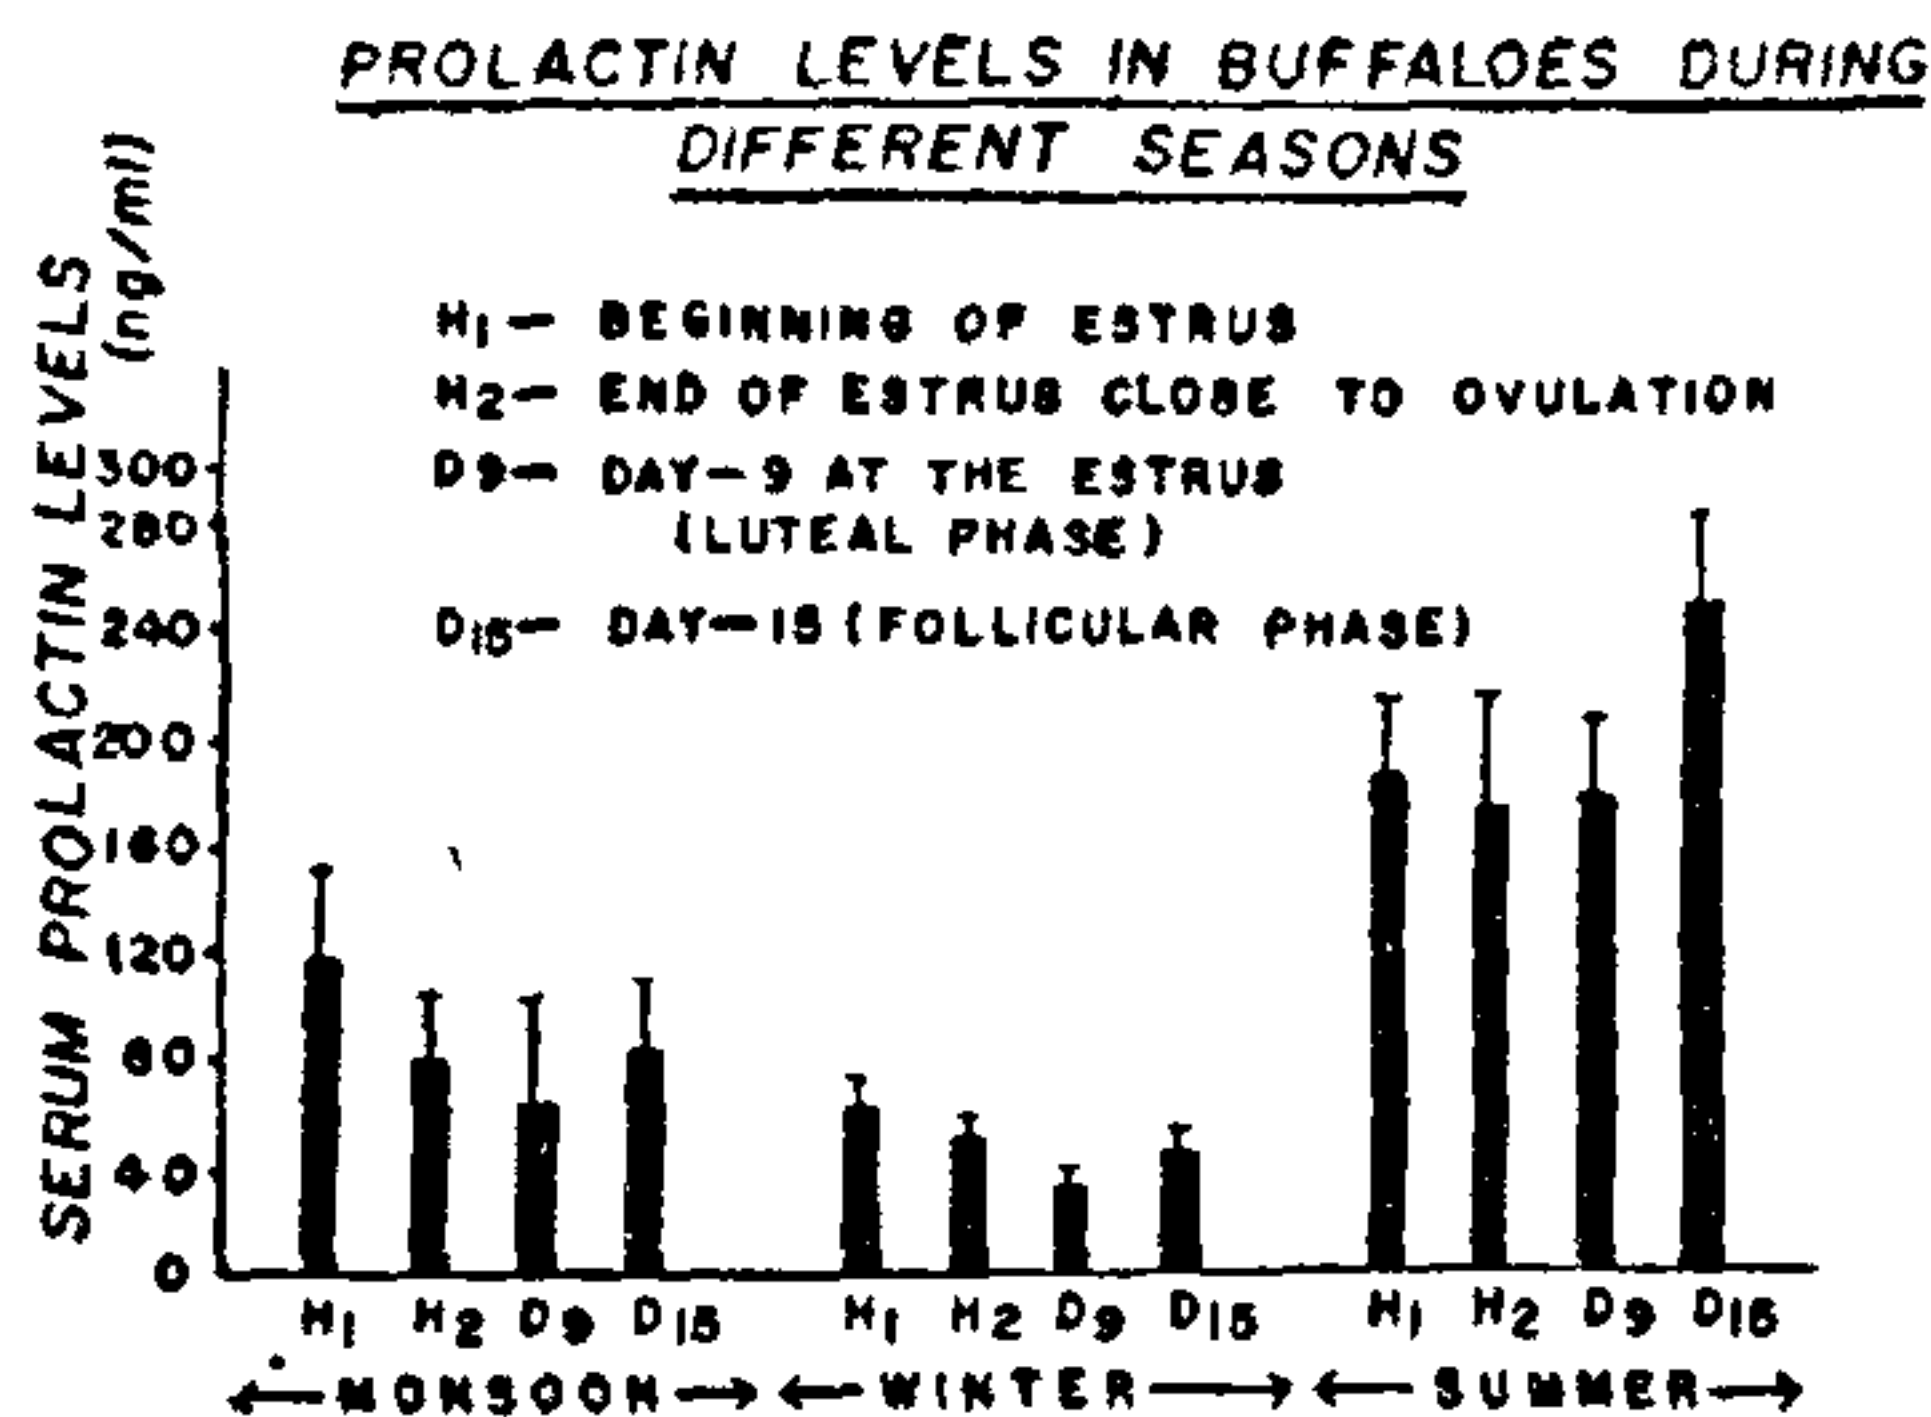 PROLACTIN LEVELS IN BUFFALOES DURING
DIFFERENT SEASONS
SERUM PROLACTIN LEVELS
(ng/ml)
H1 — BEGINNING OF ESTRUS
H2 — END OF ESTRUS CLOSE TO OVULATION
D9 — DAY-9 AT THE ESTRUS
(LUTEAL PHASE)
D15 — DAY-15 (FOLLICULAR PHASE)
300
280
240
200
160
120
80
40
0
H1 H2 D9 D15 H1 H2 D9 D15 H1 H2 D9 D15
←MONSOON→ ←WINTER→ ←SUMMER→